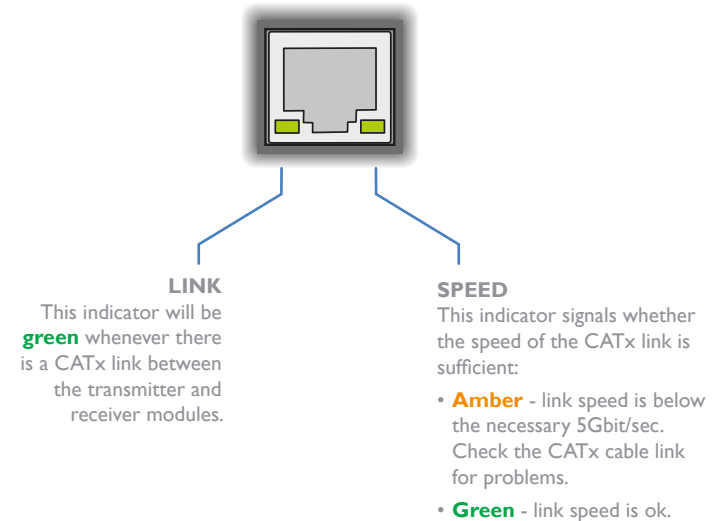 LINK
This indicator will be
green whenever there
is a CATx link between
the transmitter and
receiver modules.
SPEED
This indicator signals whether
the speed of the CATx link is
sufficient:
• Amber - link speed is below
the necessary 5Gbit/sec.
Check the CATx cable link
for problems.
• Green - link speed is ok.